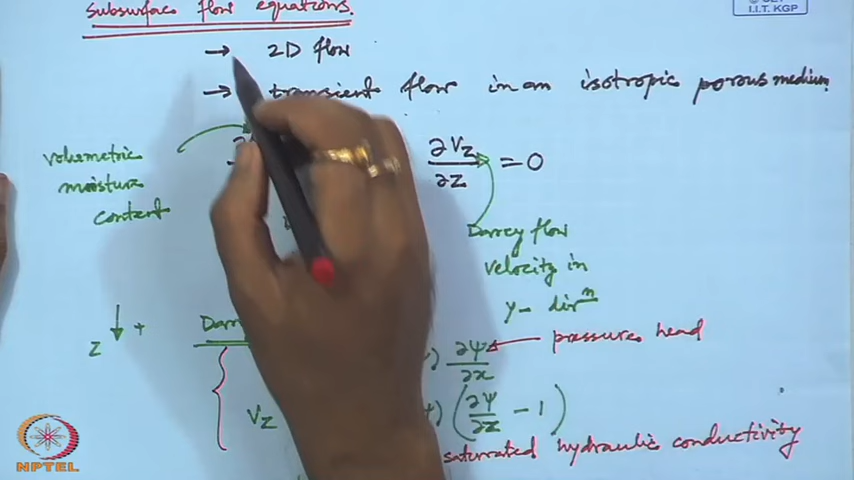 Subsurface flow equations
I.I.T. KGP
→ 2D flow
→ transient flow in an isotropic porous medium
volumetric
moisture
content
∂Vz/∂z = 0
Darcy flow
velocity in
y - dirⁿ
z ↓ +
∂ψ/∂x ← pressure head
Vz
(∂ψ/∂z - 1)
saturated hydraulic conductivity
NPTEL